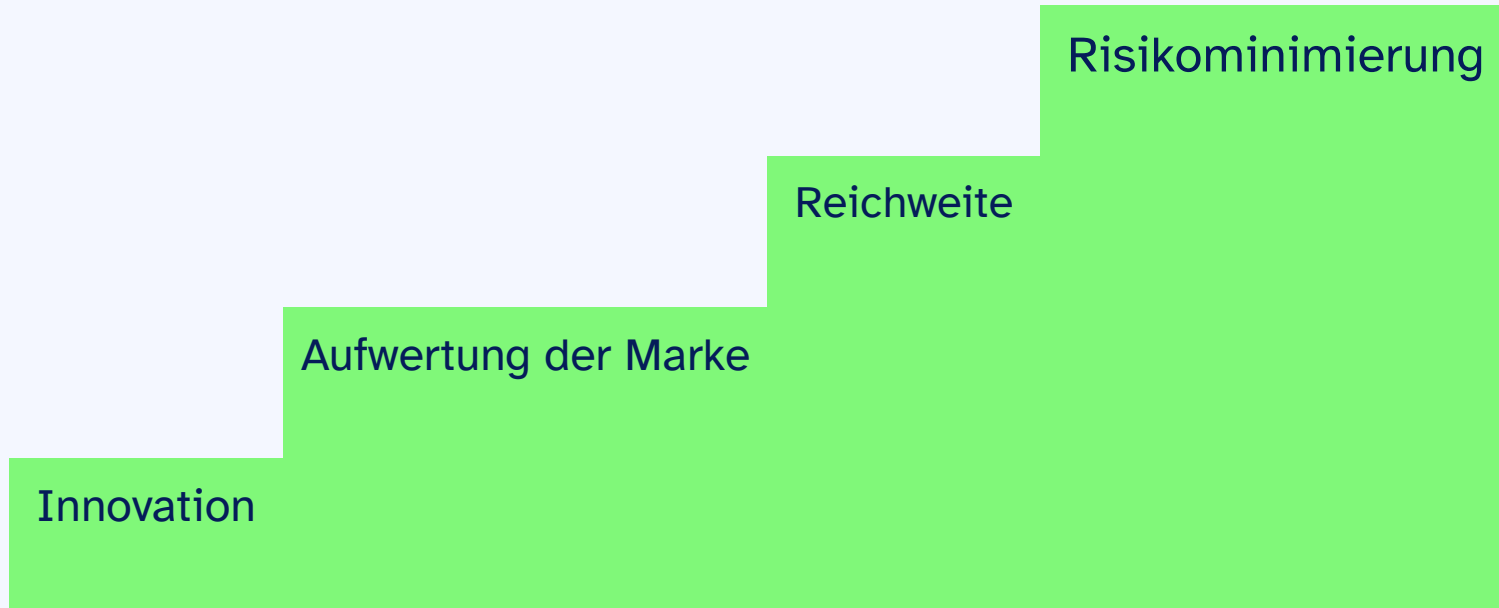 Risikominimierung
Reichweite
Aufwertung der Marke
Innovation